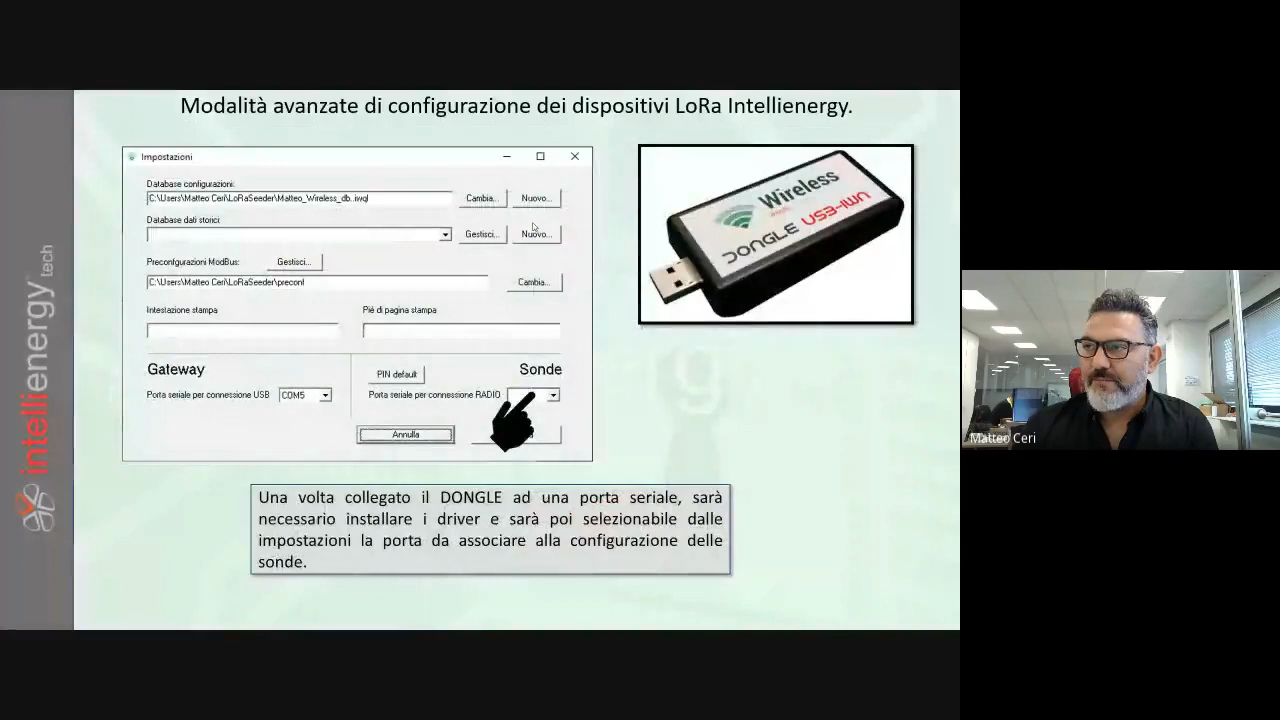 Modalità avanzate di configurazione dei dispositivi LoRa Intellienergy.
intellienergy tech
Impostazioni
Database configurazioni:
C:\Users\Matteo Ceri\LoRaSeeder\Matteo_Wireless_db..iwql
Cambia...
Nuovo...
Database dati storici:
Gestisci...
Nuovo...
Preconfgurazioni ModBus:
Gestisci...
C:\Users\Matteo Ceri\LoRaSeeder\preconf
Cambia...
Intestazione stampa
Piè di pagina stampa
Gateway
PIN default
Sonde
Porta seriale per connessione USB
COM5
Porta seriale per connessione RADIO
Annulla
Wireless
DONGLE USB-IWN
Una volta collegato il DONGLE ad una porta seriale, sarà
necessario installare i driver e sarà poi selezionabile dalle
impostazioni la porta da associare alla configurazione delle
sonde.
Matteo Ceri